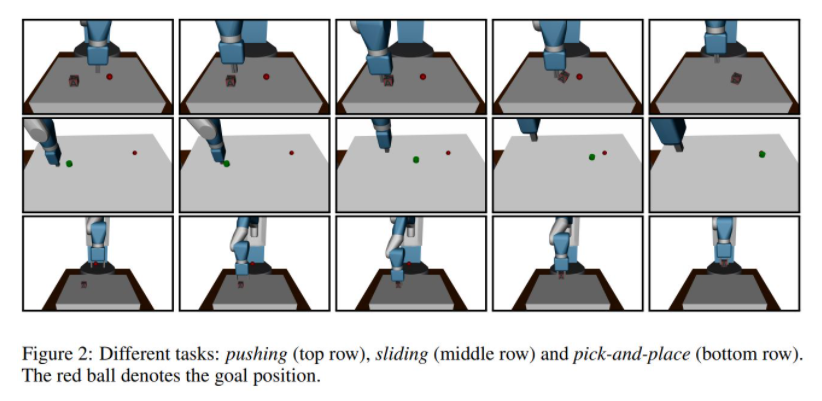 Figure 2: Different tasks: pushing (top row), sliding (middle row) and pick-and-place (bottom row).
The red ball denotes the goal position.